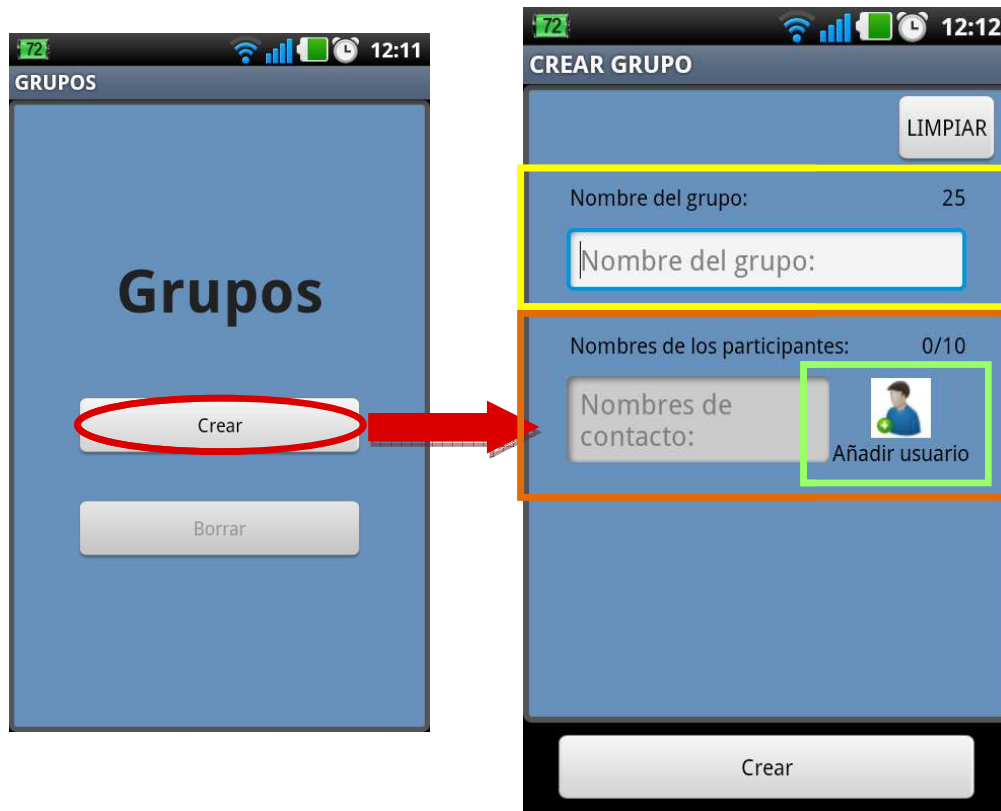 72
12:11
GRUPOS
Grupos
Crear
Borrar
72
12:12
CREAR GRUPO
LIMPIAR
Nombre del grupo:
25
Nombre del grupo:
Nombres de los participantes:
0/10
Nombres de
contacto:
Añadir usuario
Crear